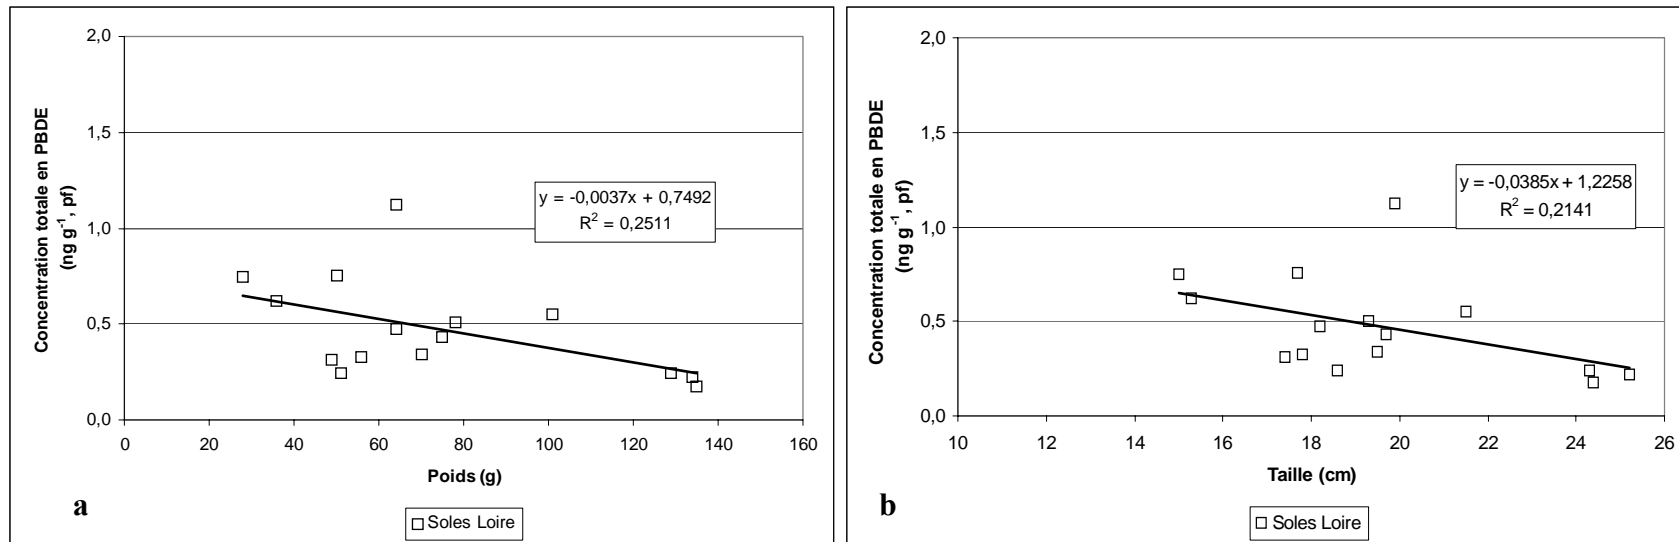 Concentration totale en PBDE
(ng g⁻¹, pf)
2,0
1,5
1,0
0,5
0,0
y = -0,0037x + 0,7492
R² = 0,2511
0 20 40 60 80 100 120 140 160
Poids (g)
a
Soles Loire
Concentration totale en PBDE
(ng g⁻¹, pf)
2,0
1,5
1,0
0,5
0,0
y = -0,0385x + 1,2258
R² = 0,2141
10 12 14 16 18 20 22 24 26
Taille (cm)
b
Soles Loire